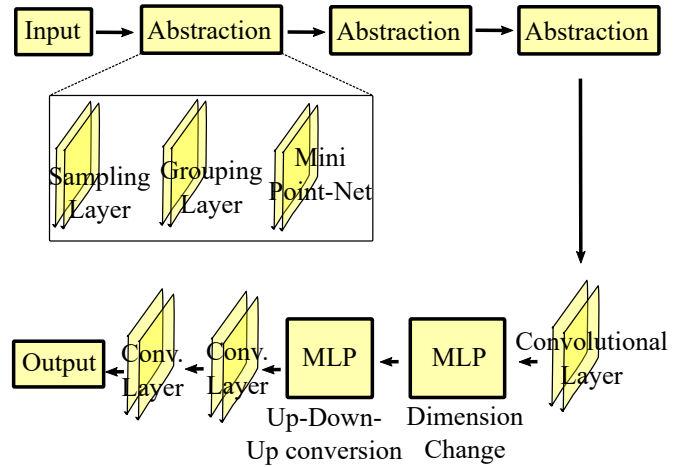 Input
Abstraction
Abstraction
Abstraction
Sampling
Layer
Grouping
Layer
Mini
Point-Net
Output
Conv.
Layer
Conv.
Layer
MLP
Up-Down-
Up conversion
MLP
Dimension
Change
Convolutional
Layer